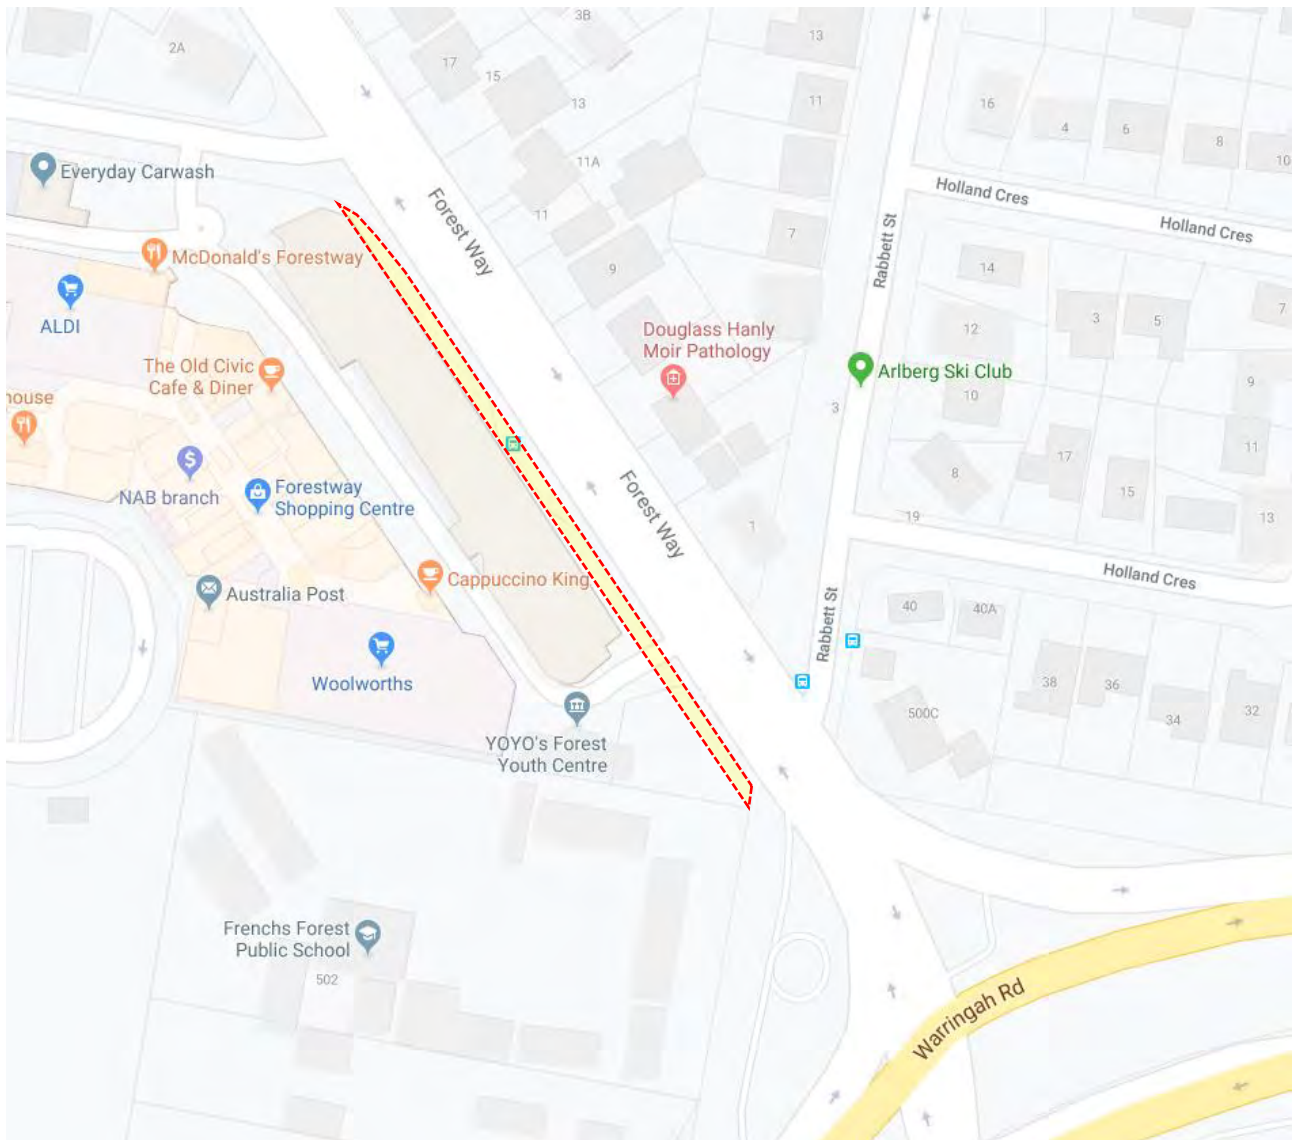 3B
2A
17
15
13
13
11
16
4
6
8
10
11A
Everyday Carwash
Holland Cres
Holland Cres
Forest Way
11
7
Rabbett St
McDonald's Forestway
9
14
7
ALDI
Douglass Hanly
Moir Pathology
12
3
5
The Old Civic
Cafe & Diner
Arlberg Ski Club
10
9
3
house
8
17
11
NAB branch
Forestway
Shopping Centre
Forest Way
15
13
19
1
Cappuccino King
Holland Cres
Australia Post
40
40A
Rabbett St
Woolworths
38
36
34
32
500C
YOYO's Forest
Youth Centre
Frenchs Forest
Public School
502
Warringah Rd